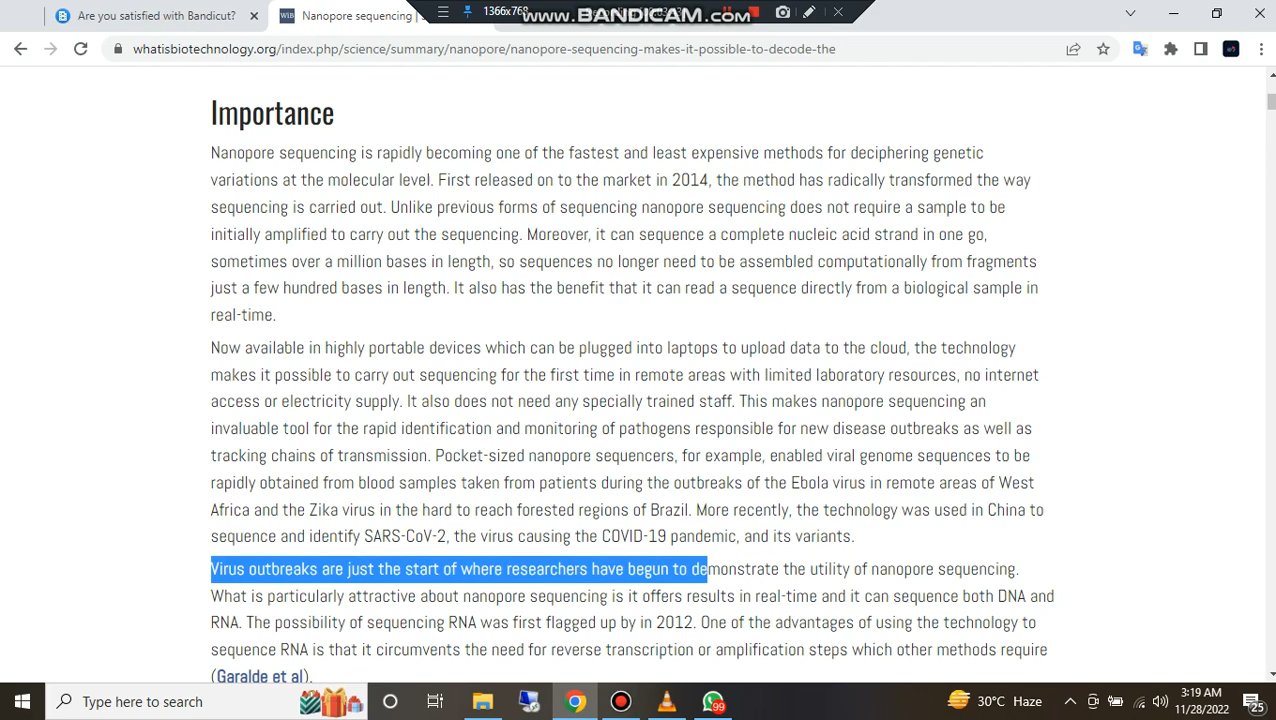 Are you satisfied with Bandicut?
WiB
Nanopore sequencing |
1366x768
www.BANDICAM.com
whatisbiotechnology.org/index.php/science/summary/nanopore/nanopore-sequencing-makes-it-possible-to-decode-the
Importance
Nanopore sequencing is rapidly becoming one of the fastest and least expensive methods for deciphering genetic
variations at the molecular level. First released on to the market in 2014, the method has radically transformed the way
sequencing is carried out. Unlike previous forms of sequencing nanopore sequencing does not require a sample to be
initially amplified to carry out the sequencing. Moreover, it can sequence a complete nucleic acid strand in one go,
sometimes over a million bases in length, so sequences no longer need to be assembled computationally from fragments
just a few hundred bases in length. It also has the benefit that it can read a sequence directly from a biological sample in
real-time.
Now available in highly portable devices which can be plugged into laptops to upload data to the cloud, the technology
makes it possible to carry out sequencing for the first time in remote areas with limited laboratory resources, no internet
access or electricity supply. It also does not need any specially trained staff. This makes nanopore sequencing an
invaluable tool for the rapid identification and monitoring of pathogens responsible for new disease outbreaks as well as
tracking chains of transmission. Pocket-sized nanopore sequencers, for example, enabled viral genome sequences to be
rapidly obtained from blood samples taken from patients during the outbreaks of the Ebola virus in remote areas of West
Africa and the Zika virus in the hard to reach forested regions of Brazil. More recently, the technology was used in China to
sequence and identify SARS-CoV-2, the virus causing the COVID-19 pandemic, and its variants.
Virus outbreaks are just the start of where researchers have begun to demonstrate the utility of nanopore sequencing.
What is particularly attractive about nanopore sequencing is it offers results in real-time and it can sequence both DNA and
RNA. The possibility of sequencing RNA was first flagged up by in 2012. One of the advantages of using the technology to
sequence RNA is that it circumvents the need for reverse transcription or amplification steps which other methods require
(Garalde et al).
Type here to search
99
30°C Haze
3:19 AM
11/28/2022
25